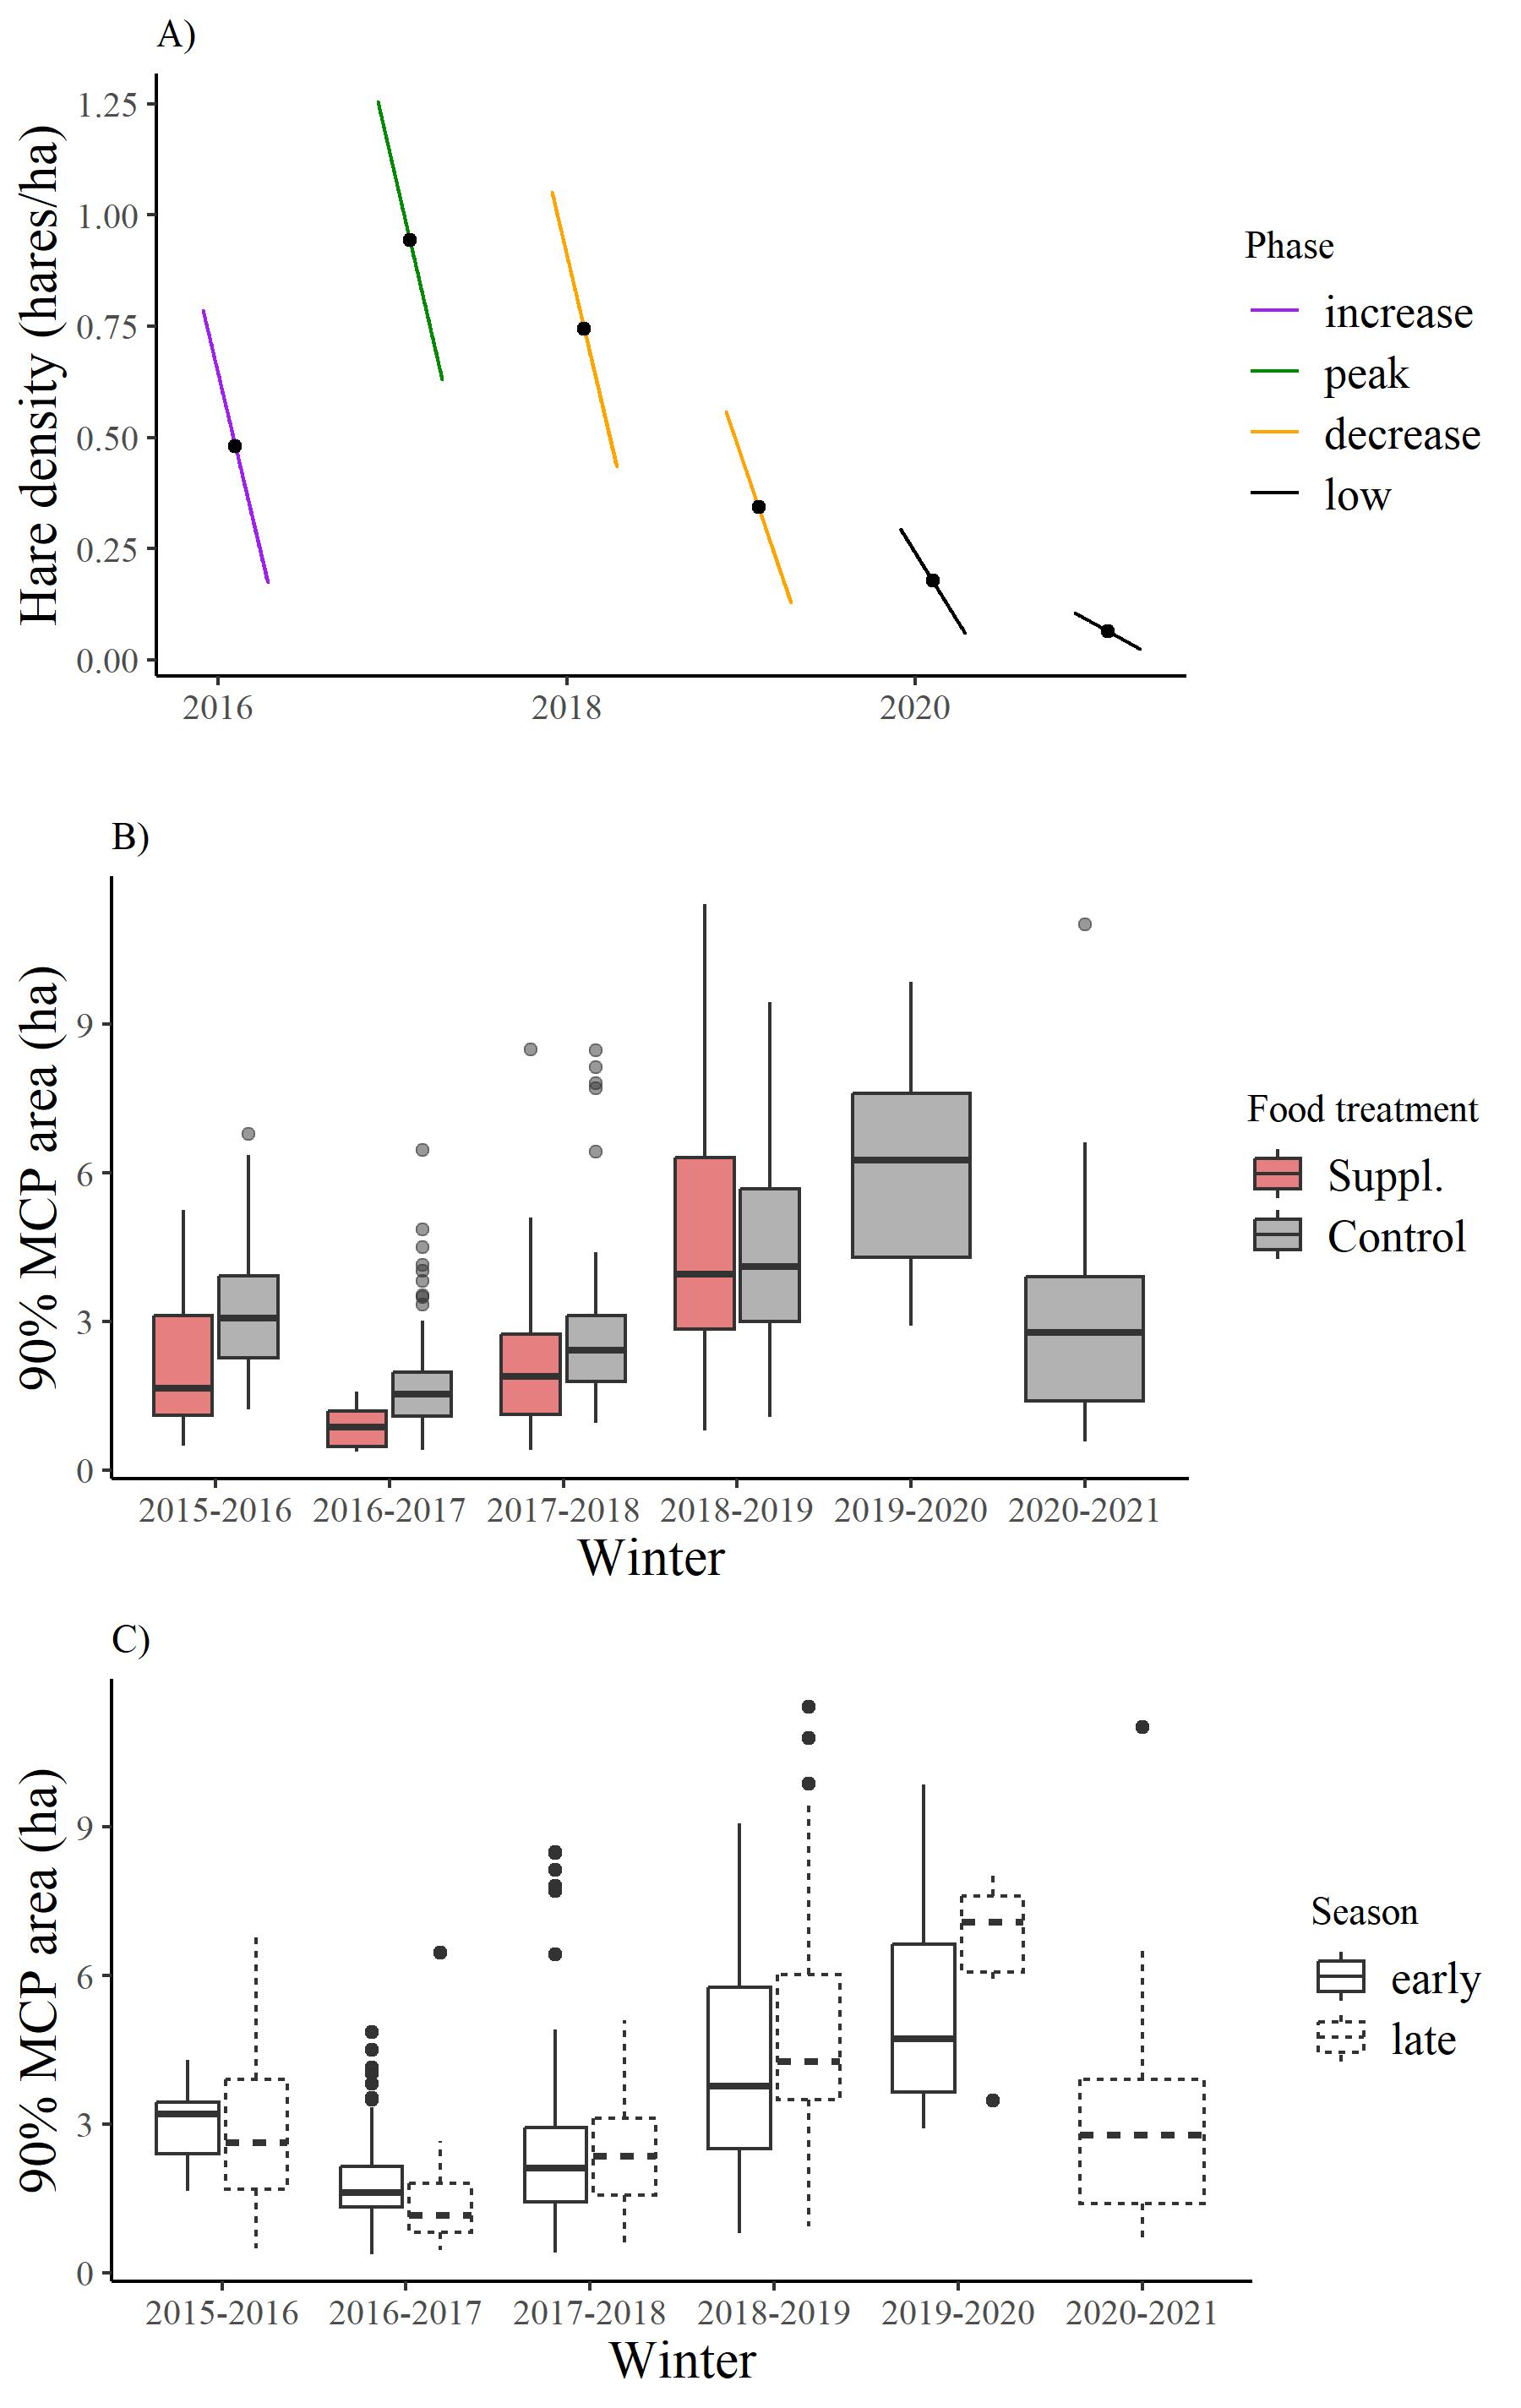 A)
Hare density (hares/ha)
1.25
1.00
0.75
0.50
0.25
0.00
2016 2018 2020
Phase
increase
peak
decrease
low
B)
90% MCP area (ha)
9
6
3
0
2015-2016 2016-2017 2017-2018 2018-2019 2019-2020 2020-2021
Winter
Food treatment
Suppl.
Control
C)
90% MCP area (ha)
9
6
3
0
2015-2016 2016-2017 2017-2018 2018-2019 2019-2020 2020-2021
Winter
Season
early
late